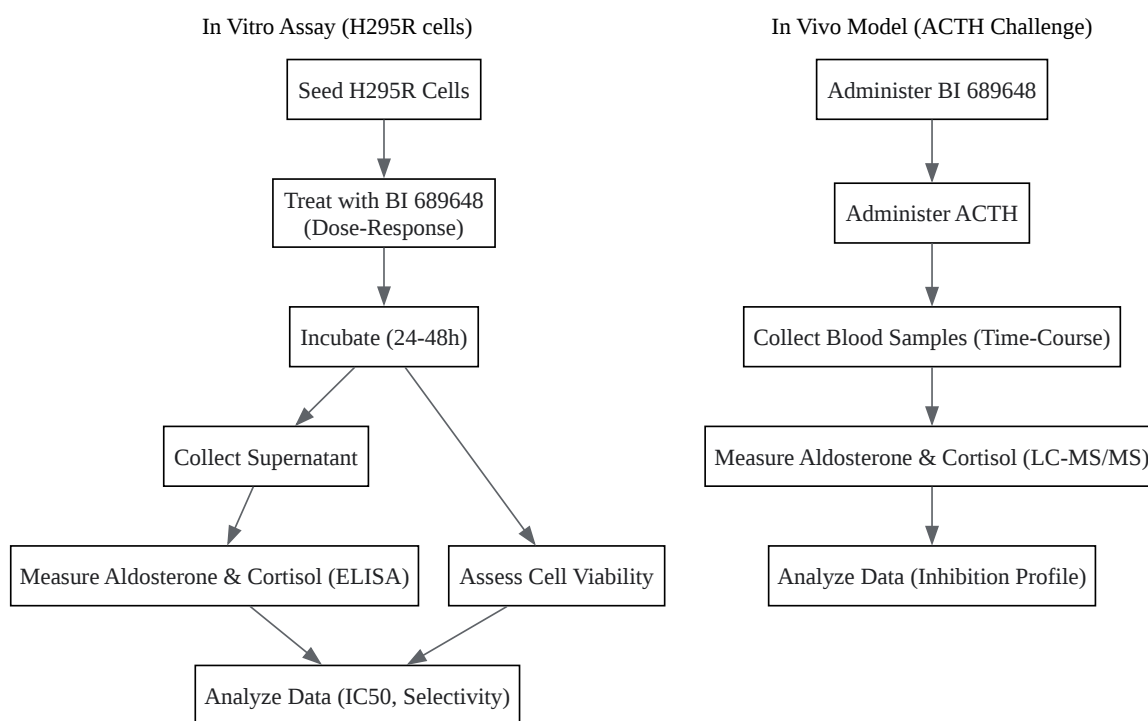 In Vitro Assay (H295R cells)
Seed H295R Cells
Treat with BI 689648
(Dose-Response)
Incubate (24-48h)
Collect Supernatant
Measure Aldosterone & Cortisol (ELISA)
Assess Cell Viability
Analyze Data (IC50, Selectivity)
In Vivo Model (ACTH Challenge)
Administer BI 689648
Administer ACTH
Collect Blood Samples (Time-Course)
Measure Aldosterone & Cortisol (LC-MS/MS)
Analyze Data (Inhibition Profile)